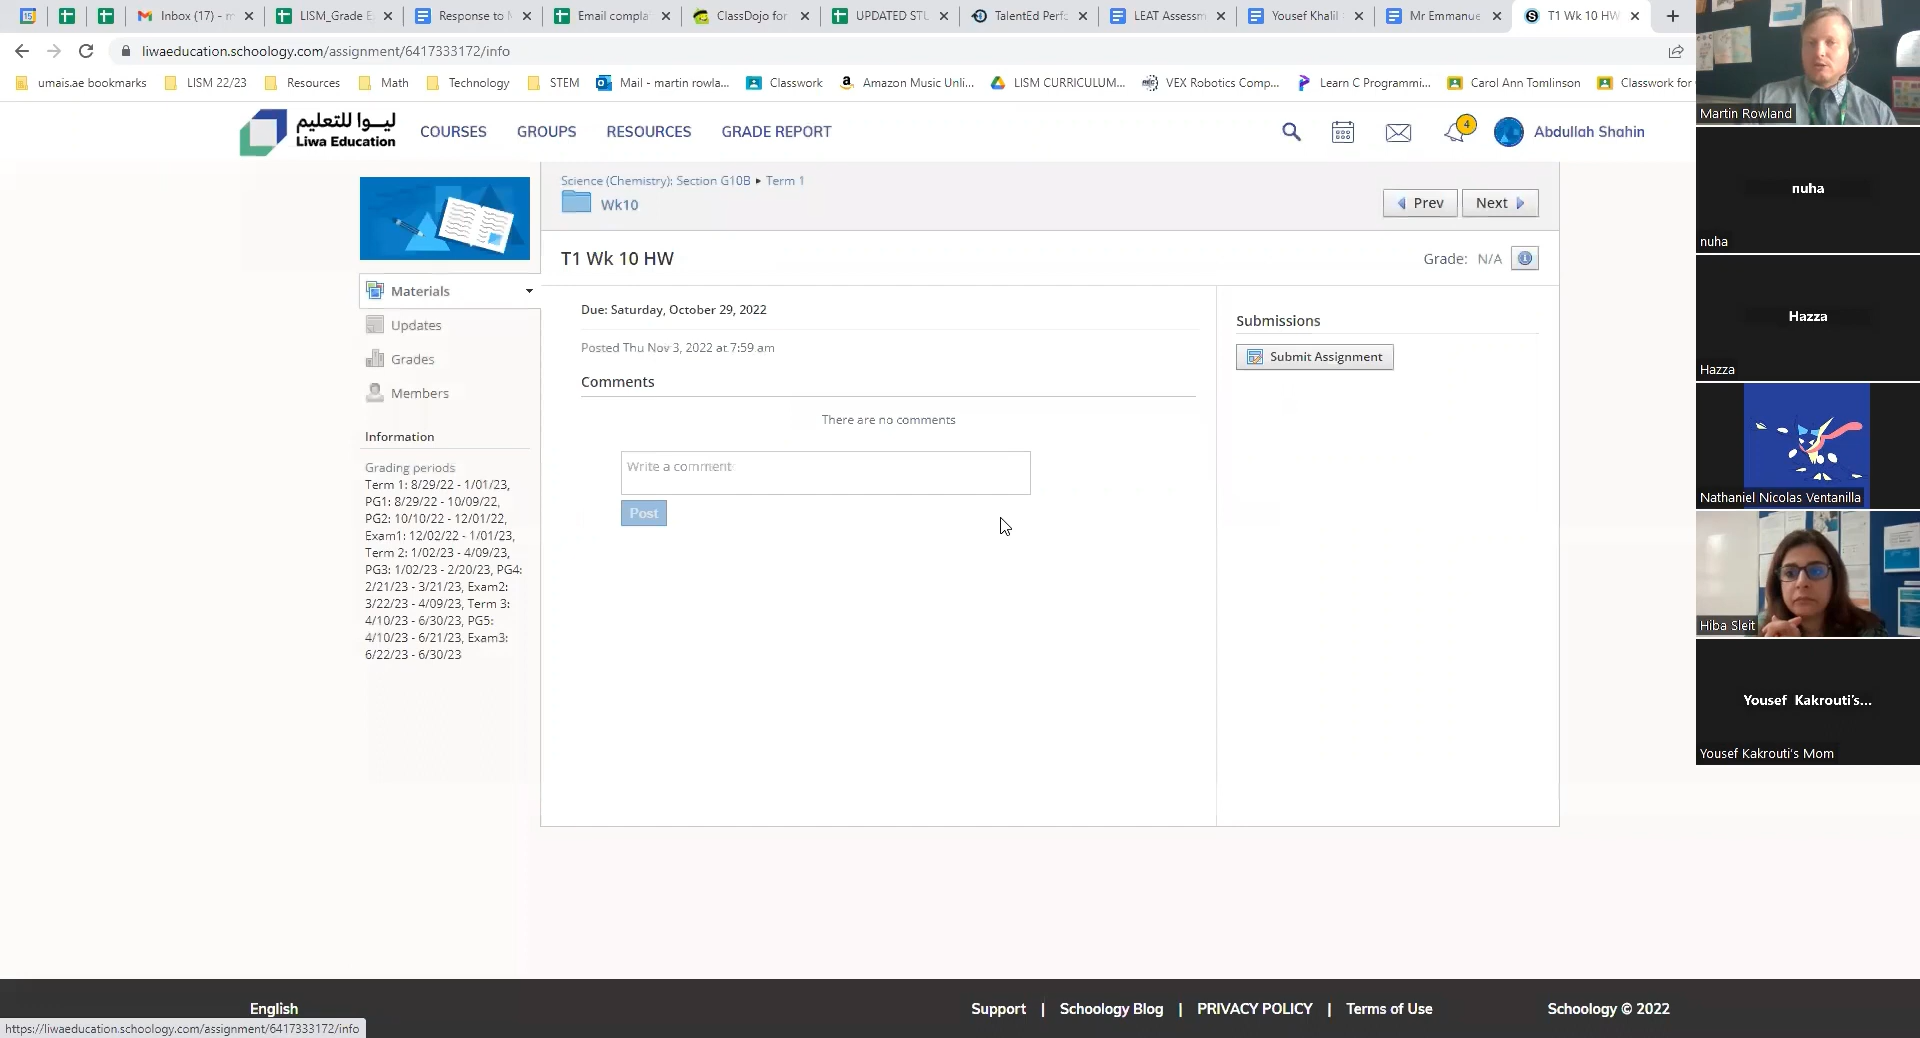 Inbox (17) - m
LISM_Grade E
Response to M
Email compla
ClassDojo for
UPDATED STU
TalentEd Perfo
LEAT Assessm
Yousef Khalil
Mr Emmanue
T1 Wk 10 HW
liwaeducation.schoology.com/assignment/6417333172/info
umais.ae bookmarks
LISM 22/23
Resources
Math
Technology
STEM
Mail - martin rowla...
Classwork
Amazon Music Unli...
LISM CURRICULUM...
VEX Robotics Comp...
Learn C Programmi...
Carol Ann Tomlinson
Classwork for
ليوا للتعليم
Liwa Education
COURSES
GROUPS
RESOURCES
GRADE REPORT
4
Abdullah Shahin
Science (Chemistry): Section G10B ▸ Term 1
Wk10
Prev
Next
Materials
Updates
Grades
Members
Information
Grading periods
Term 1: 8/29/22 - 1/01/23,
PG1: 8/29/22 - 10/09/22,
PG2: 10/10/22 - 12/01/22,
Exam1: 12/02/22 - 1/01/23,
Term 2: 1/02/23 - 4/09/23,
PG3: 1/02/23 - 2/20/23, PG4:
2/21/23 - 3/21/23, Exam2:
3/22/23 - 4/09/23, Term 3:
4/10/23 - 6/30/23, PG5:
4/10/23 - 6/21/23, Exam3:
6/22/23 - 6/30/23
T1 Wk 10 HW
Grade: N/A
Due: Saturday, October 29, 2022
Posted Thu Nov 3, 2022 at 7:59 am
Comments
There are no comments
Write a comment
Post
Submissions
Submit Assignment
Martin Rowland
nuha
nuha
Hazza
Hazza
Nathaniel Nicolas Ventanilla
Hiba Sleit
Yousef Kakrouti's...
Yousef Kakrouti's Mom
English
Support | Schoology Blog | PRIVACY POLICY | Terms of Use
Schoology © 2022
https://liwaeducation.schoology.com/assignment/6417333172/info